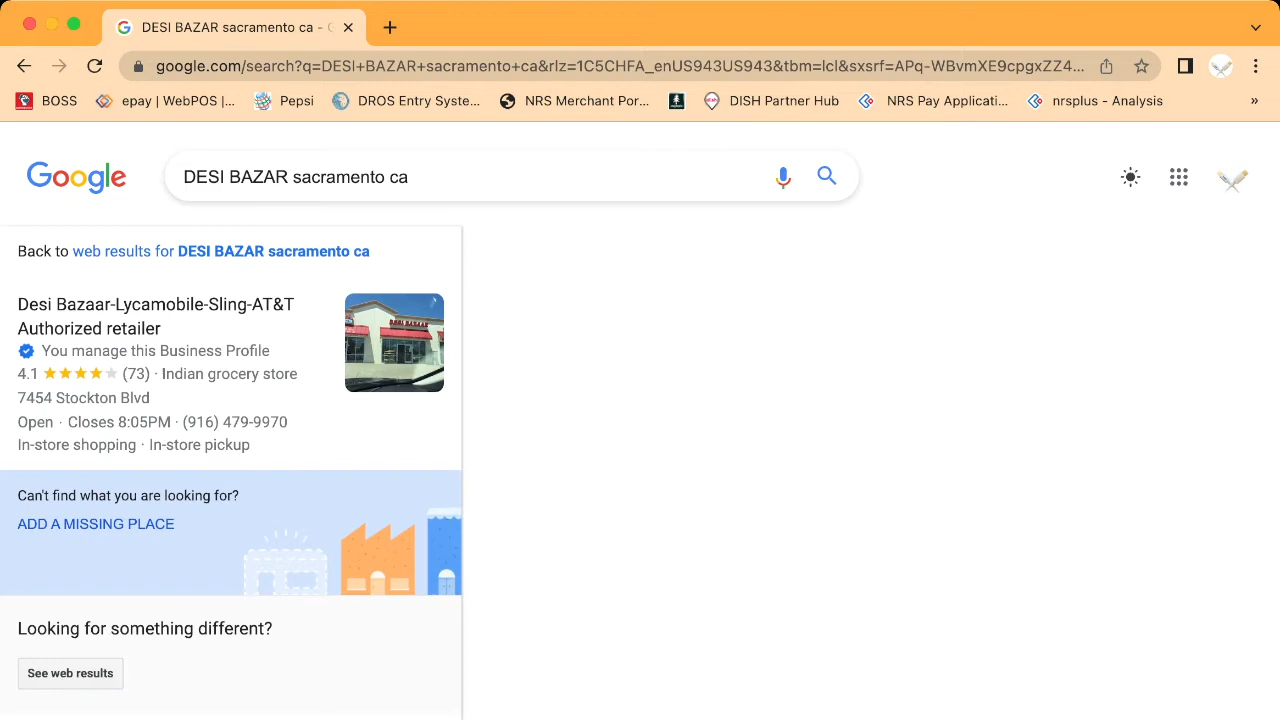 DESI BAZAR sacramento ca -
google.com/search?q=DESI+BAZAR+sacramento+ca&rlz=1C5CHFA_enUS943US943&tbm=lcl&sxsrf=APq-WBvmXE9cpgxZZ4...
BOSS epay | WebPOS |... Pepsi DROS Entry Syste... NRS Merchant Por... DISH Partner Hub NRS Pay Applicati... nrsplus - Analysis »
Google DESI BAZAR sacramento ca
Back to web results for DESI BAZAR sacramento ca
Desi Bazaar-Lycamobile-Sling-AT&T
Authorized retailer
You manage this Business Profile
4.1 (73) · Indian grocery store
7454 Stockton Blvd
Open · Closes 8:05PM · (916) 479-9970
In-store shopping · In-store pickup
DESI BAZAAR
Can't find what you are looking for?
ADD A MISSING PLACE
Looking for something different?
See web results